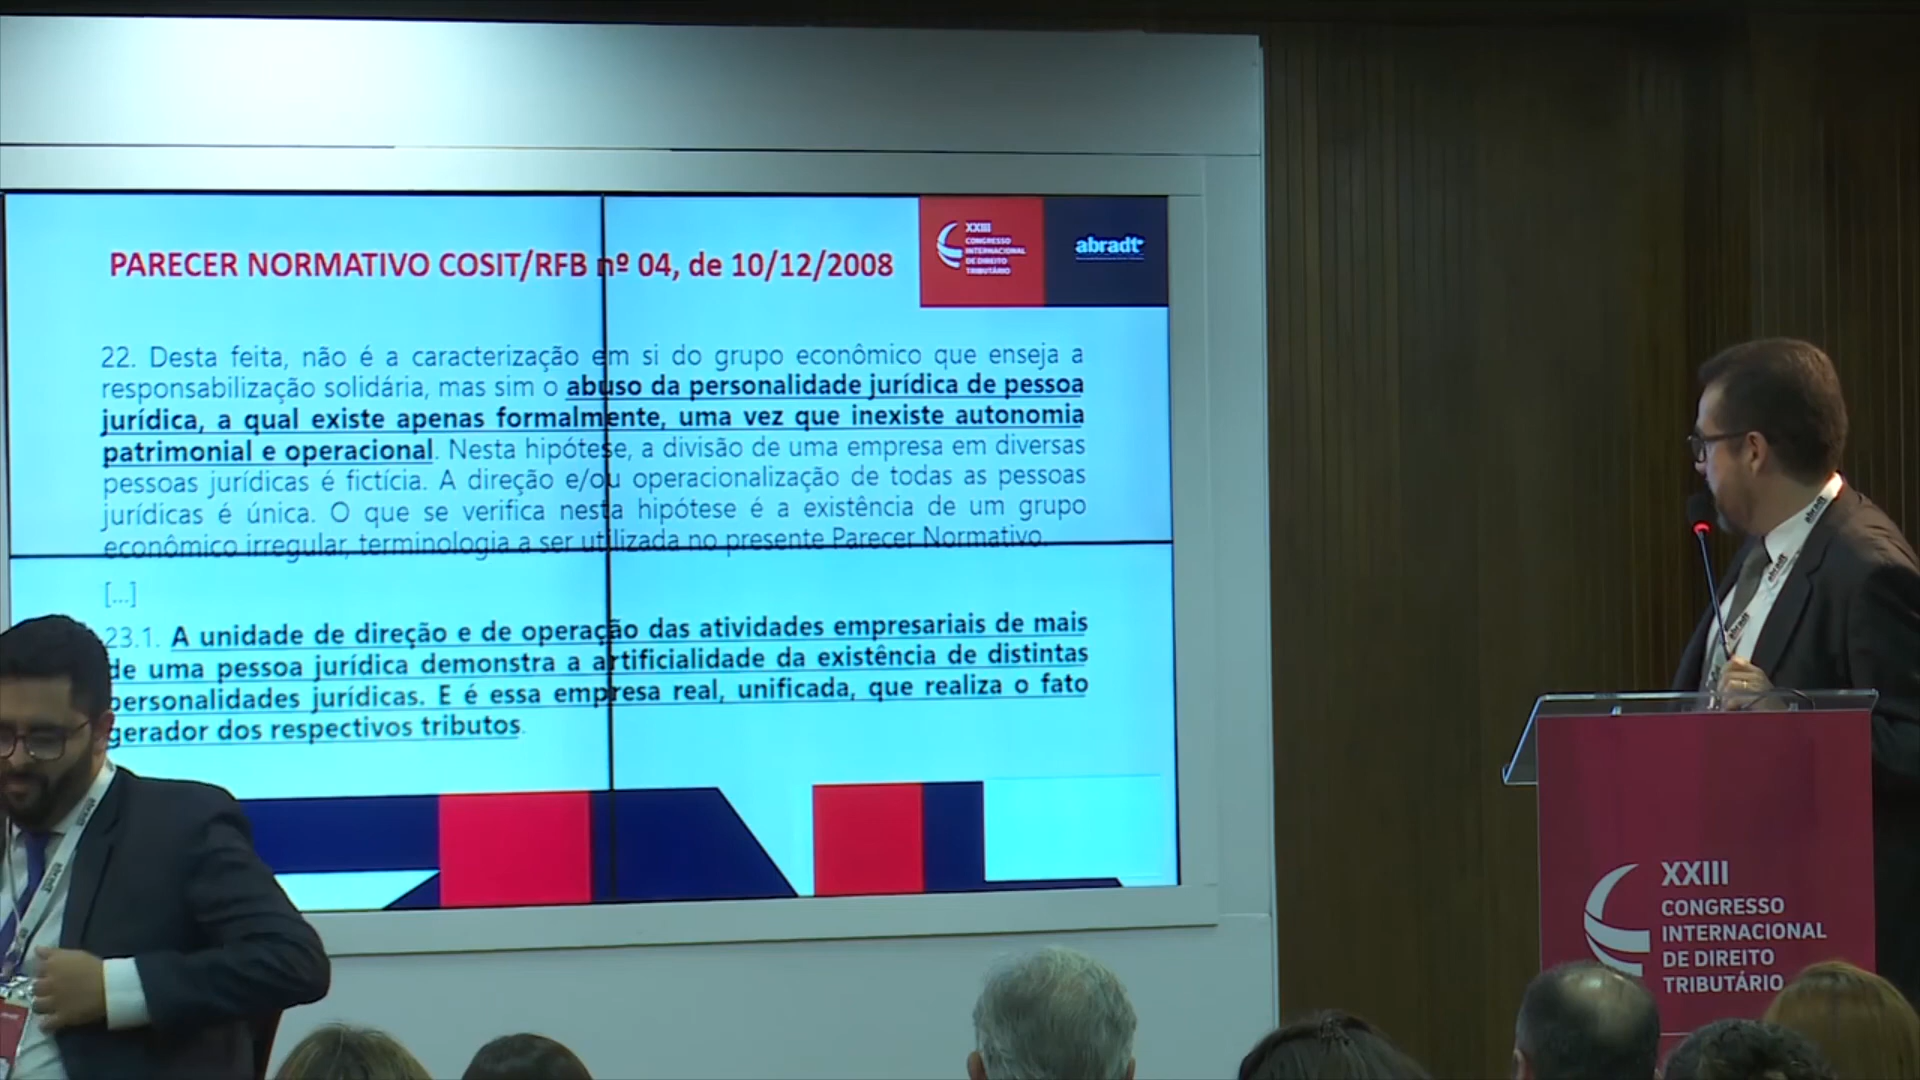 PARECER NORMATIVO COSIT/RFB nº 04, de 10/12/2008
XXIII
CONGRESSO
INTERNACIONAL
DE DIREITO
TRIBUTÁRIO
abradt
22. Desta feita, não é a caracterização em si do grupo econômico que enseja a
responsabilização solidária, mas sim o abuso da personalidade jurídica de pessoa
jurídica, a qual existe apenas formalmente, uma vez que inexiste autonomia
patrimonial e operacional. Nesta hipótese, a divisão de uma empresa em diversas
pessoas jurídicas é fictícia. A direção e/ou operacionalização de todas as pessoas
jurídicas é única. O que se verifica nesta hipótese é a existência de um grupo
econômico irregular, terminologia a ser utilizada no presente Parecer Normativo.
[...]
23.1. A unidade de direção e de operação das atividades empresariais de mais
de uma pessoa jurídica demonstra a artificialidade da existência de distintas
personalidades jurídicas. E é essa empresa real, unificada, que realiza o fato
gerador dos respectivos tributos.
abradt
abradt
abradt
XXIII
CONGRESSO
INTERNACIONAL
DE DIREITO
TRIBUTÁRIO